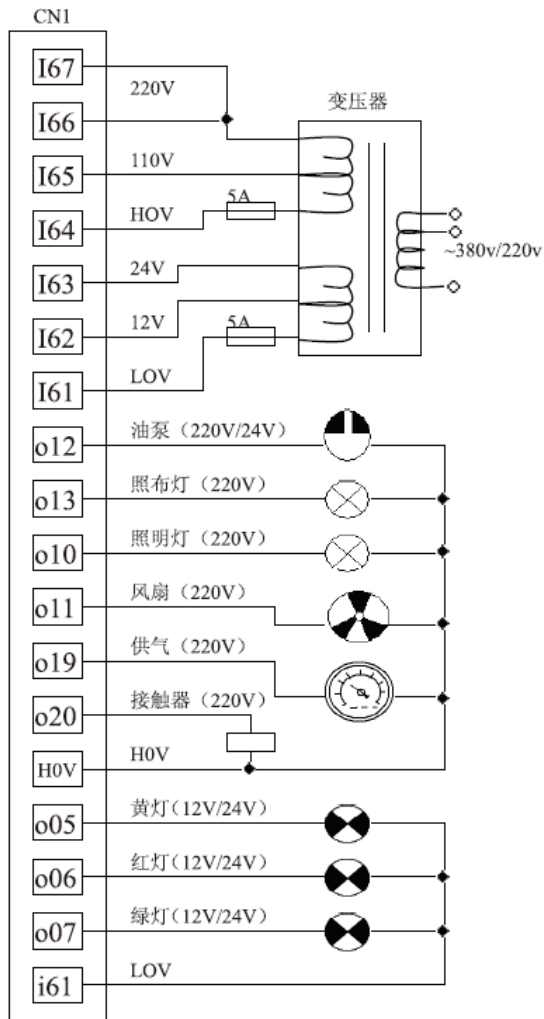 CN1
I67
220V
变压器
I66
I65
110V
5A
I64
HOV
~380v/220v
I63
24V
I62
12V
5A
I61
LOV
o12
油泵（220V/24V）
o13
照布灯（220V）
o10
照明灯（220V）
o11
风扇（220V）
o19
供气（220V）
o20
接触器（220V）
H0V
H0V
o05
黄灯(12V/24V）
o06
红灯(12V/24V）
o07
绿灯(12V/24V）
i61
LOV